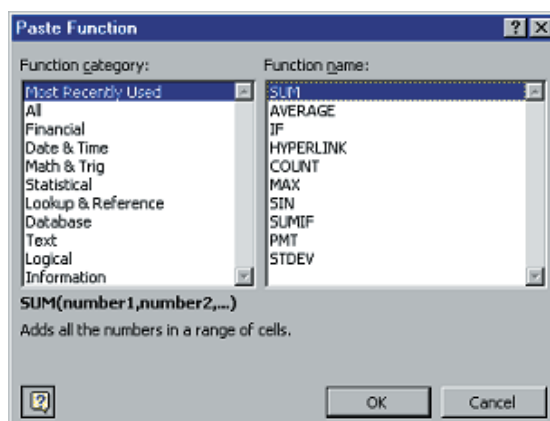 Paste Function
Function category:
Most Recently Used
All
Financial
Date & Time
Math & Trig
Statistical
Lookup & Reference
Database
Text
Logical
Information
Function name:
SUM
AVERAGE
IF
HYPERLINK
COUNT
MAX
SIN
SUMIF
PMT
STDEV
SUM(number1,number2,...)
Adds all the numbers in a range of cells.
OK
Cancel